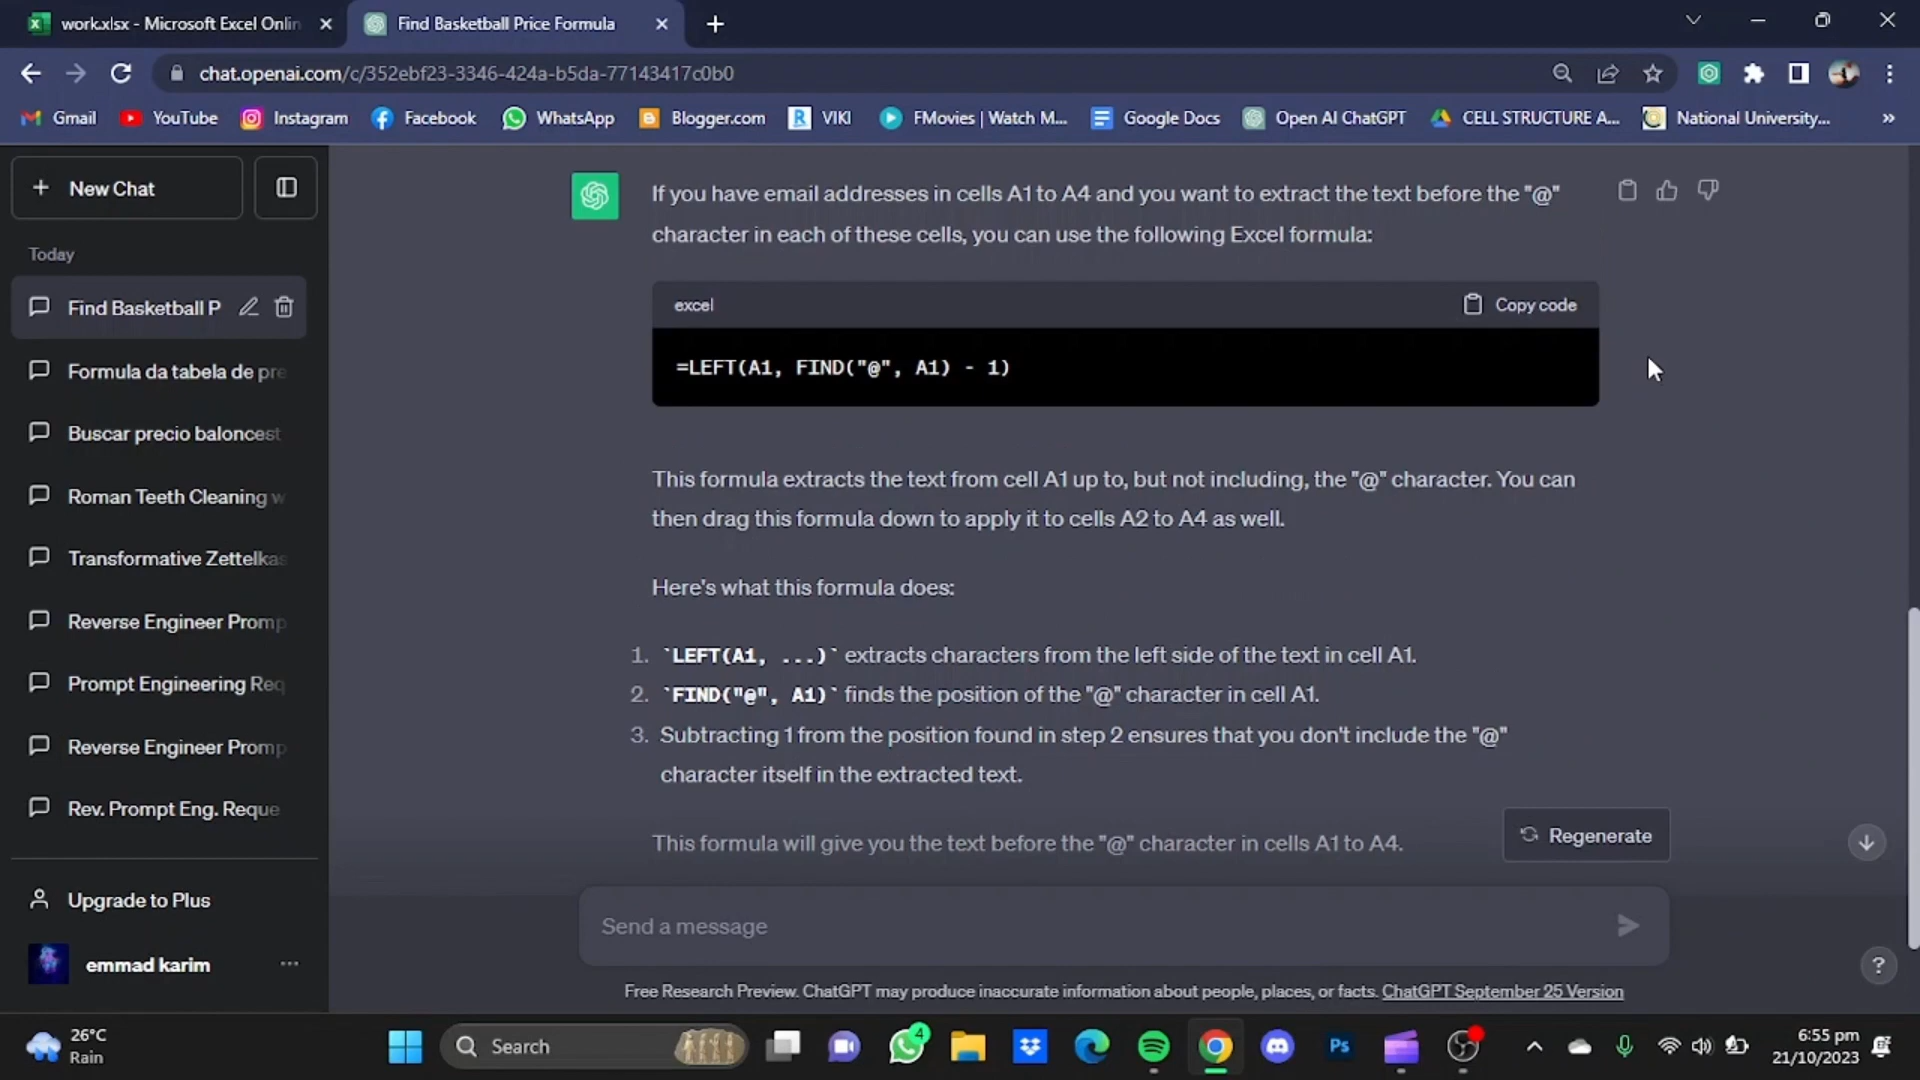 work.xlsx - Microsoft Excel Onlin
Find Basketball Price Formula
chat.openai.com/c/352ebf23-3346-424a-b5da-77143417c0b0
Gmail
YouTube
Instagram
Facebook
WhatsApp
Blogger.com
VIKI
FMovies | Watch M...
Google Docs
Open AI ChatGPT
CELL STRUCTURE A...
National University...
New Chat
Today
Find Basketball P
Formula da tabela de pre
Buscar precio baloncest
Roman Teeth Cleaning w
Transformative Zettelkas
Reverse Engineer Promp
Prompt Engineering Req
Reverse Engineer Promp
Rev. Prompt Eng. Reque
Upgrade to Plus
emmad karim
If you have email addresses in cells A1 to A4 and you want to extract the text before the "@"
character in each of these cells, you can use the following Excel formula:
excel
Copy code
=LEFT(A1, FIND("@", A1) - 1)
This formula extracts the text from cell A1 up to, but not including, the "@" character. You can
then drag this formula down to apply it to cells A2 to A4 as well.
Here's what this formula does:
1. `LEFT(A1, ...)` extracts characters from the left side of the text in cell A1.
2. `FIND("@", A1)` finds the position of the "@" character in cell A1.
3. Subtracting 1 from the position found in step 2 ensures that you don't include the "@"
character itself in the extracted text.
This formula will give you the text before the "@" character in cells A1 to A4.
Regenerate
Send a message
?
Free Research Preview. ChatGPT may produce inaccurate information about people, places, or facts. ChatGPT September 25 Version
26°C
Rain
Search
4
Ps
6:55 pm
21/10/2023